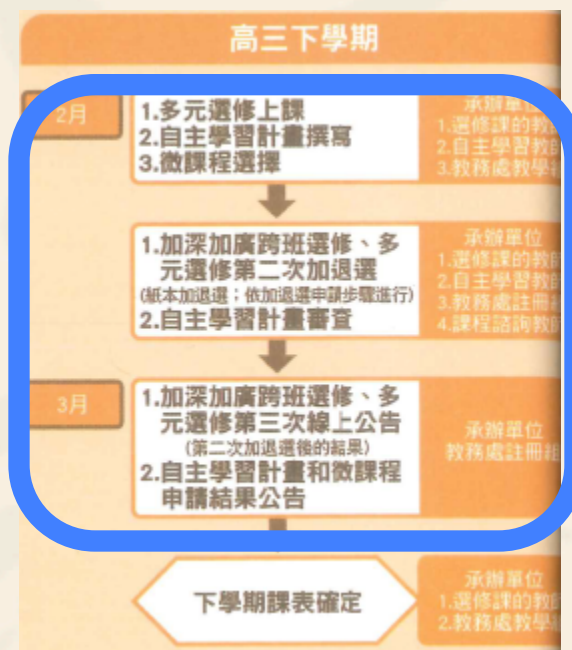 高三下學期
2月
1.多元選修上課
2.自主學習計畫撰寫
3.微課程選擇
承辦單位
1.選修課的教師
2.自主學習教師
3.教務處教學組
1.加深加廣跨班選修、多
元選修第二次加退選
(紙本加退選；依加退選申請步驟進行)
2.自主學習計畫審查
承辦單位
1.選修課的教師
2.自主學習教師
3.教務處註冊組
4.課程諮詢教師
3月
1.加深加廣跨班選修、多
元選修第三次線上公告
(第二次加退選後的結果)
2.自主學習計畫和微課程
申請結果公告
承辦單位
教務處註冊組
下學期課表確定
承辦單位
1.選修課的教師
2.教務處教學組